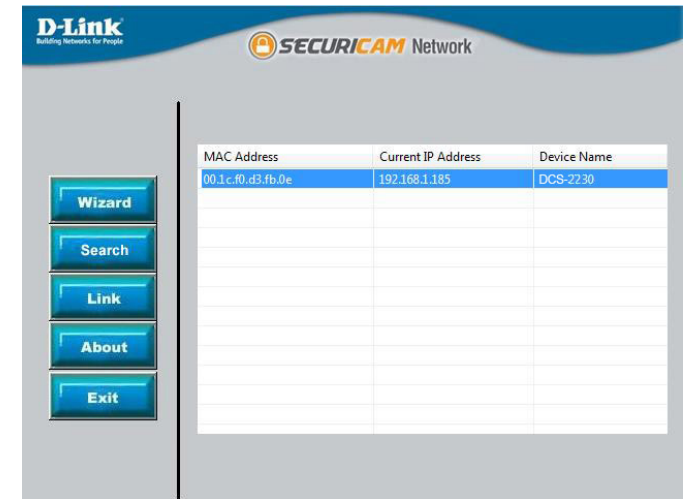 D-Link
Building Networks for People
SECURICAM Network
MAC Address Current IP Address Device Name
00.1c.f0.d3.fb.0e 192.168.1.185 DCS-2230
Wizard
Search
Link
About
Exit